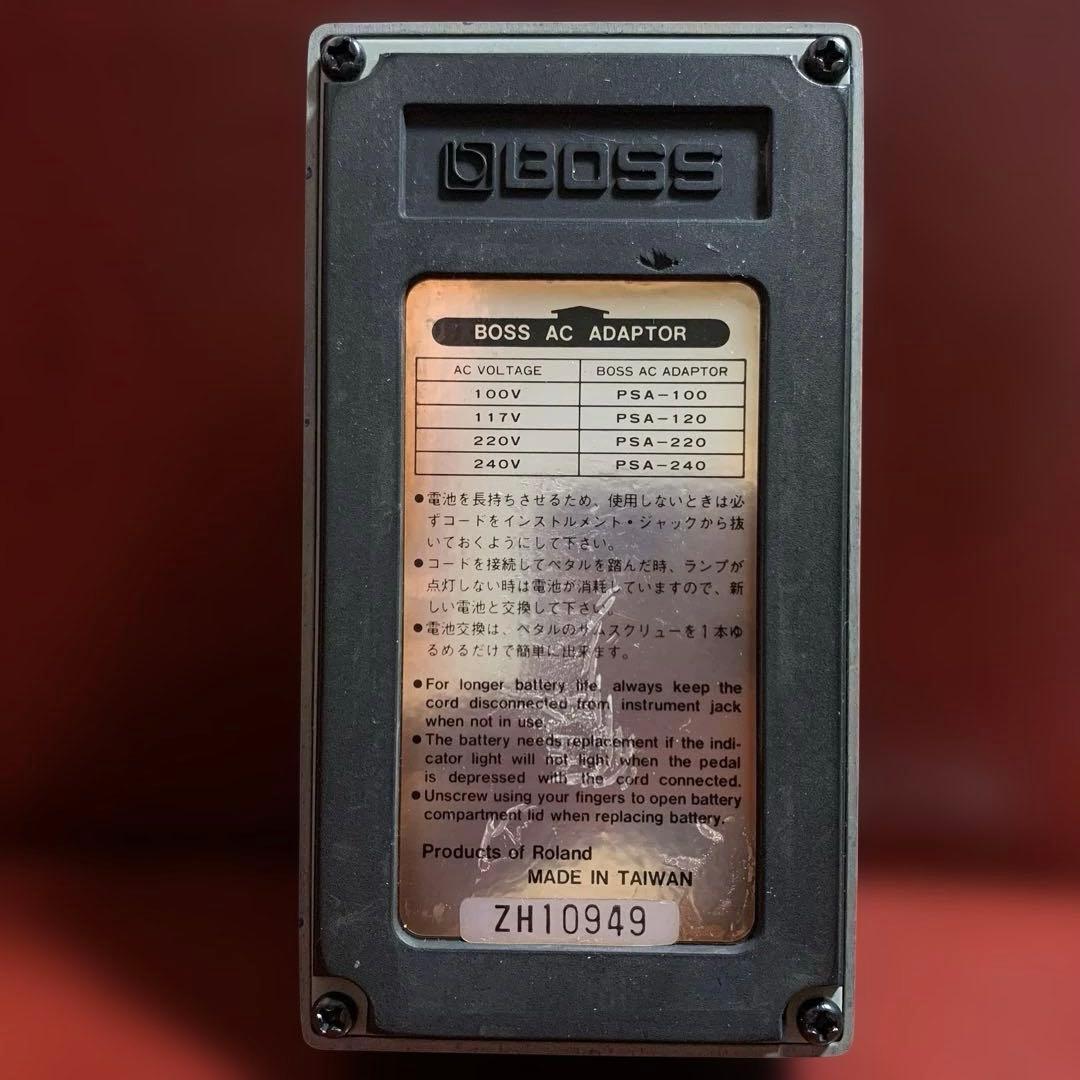 BOSS
BOSS AC ADAPTOR
AC VOLTAGE BOSS AC ADAPTOR
100V PSA-100
117V PSA-120
220V PSA-220
240V PSA-240
●電池を長持ちさせるため、使用しないときは必
ずコードをインストルメント・ジャックから抜
いておくようにして下さい。
●コードを接続してペタルを踏んだ時、ランプが
点灯しない時は電池が消耗していますので、新
しい電池と交換して下さい。
●電池交換は、ペタルのサムスクリューを1本ゆ
るめるだけで簡単に出来ます。
●For longer battery life, always keep the
cord disconnected from instrument jack
when not in use.
●The battery needs replacement if the indi-
cator light will not light when the pedal
is depressed with the cord connected.
●Unscrew using your fingers to open battery
compartment lid when replacing battery.
Products of Roland
MADE IN TAIWAN
ZH10949